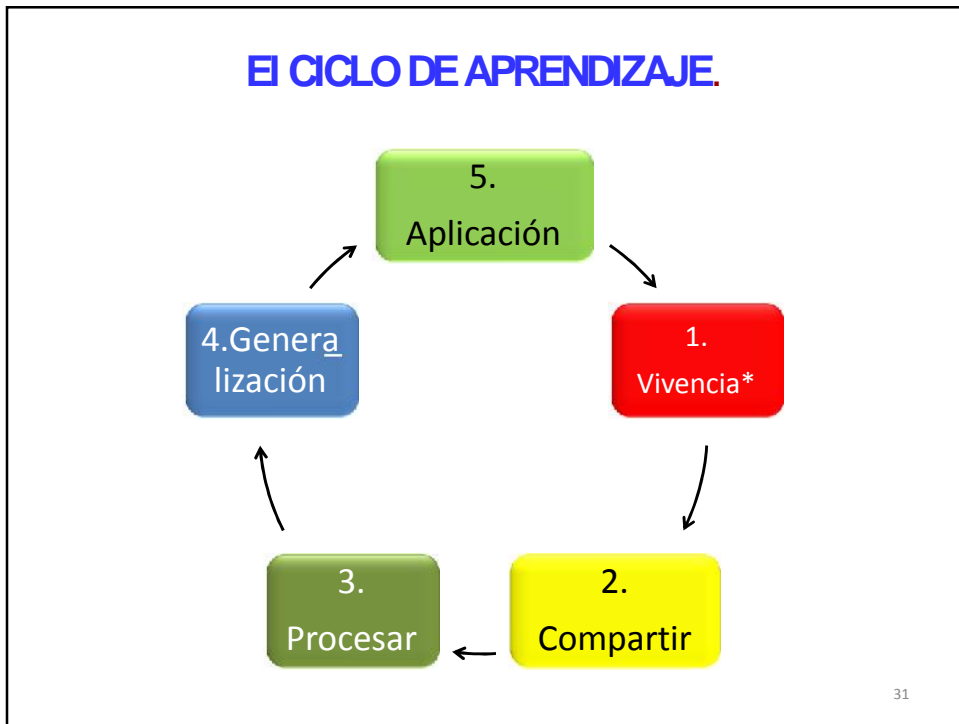 El CICLO DE APRENDIZAJE.
5.
Aplicación
4.Genera
lización
1.
Vivencia*
3.
Procesar
2.
Compartir
31